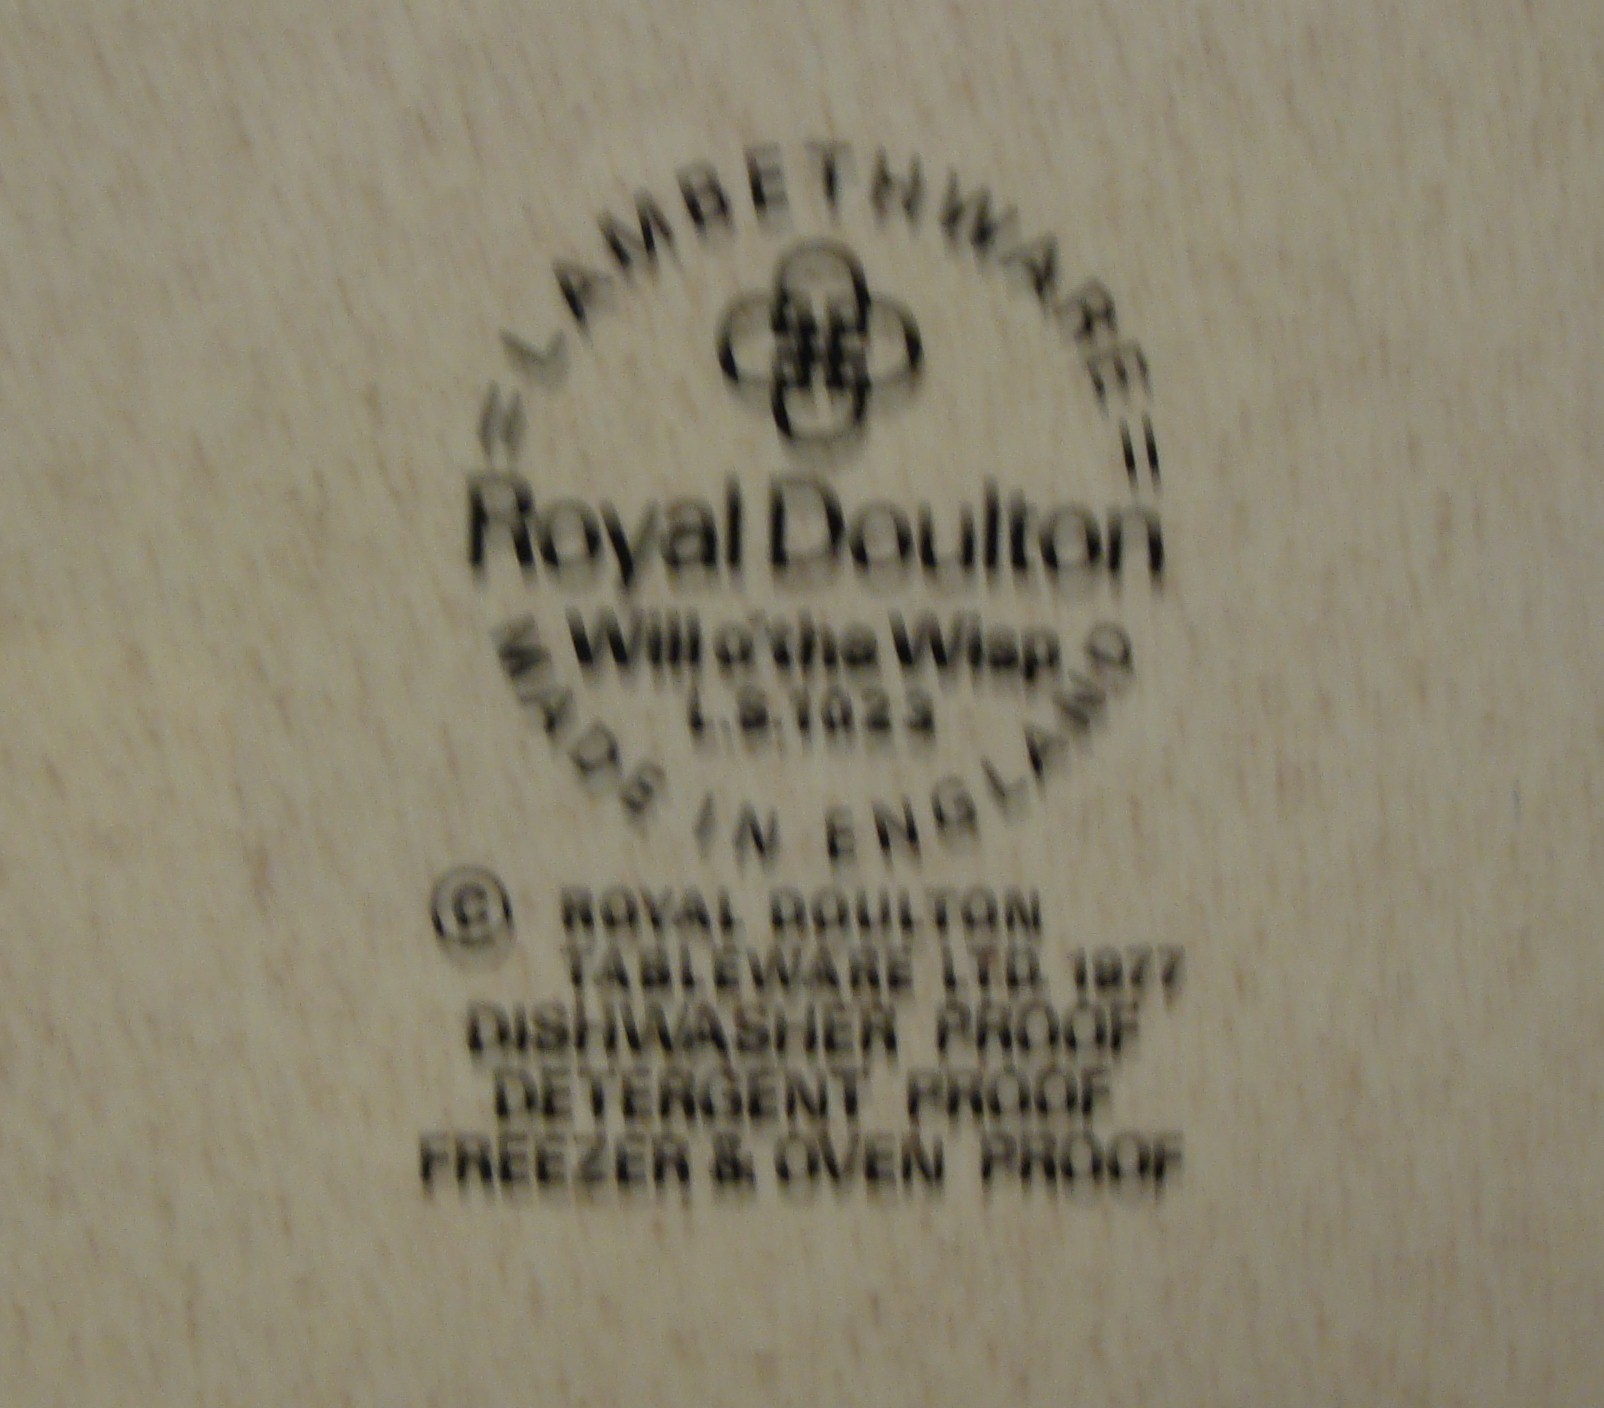 =LAMBETHWARE=
Royal Doulton
Will o' the Wisp
L.S.1023
MADE IN ENGLAND
© ROYAL DOULTON
TABLEWARE LTD. 1977
DISHWASHER PROOF
DETERGENT PROOF
FREEZER & OVEN PROOF